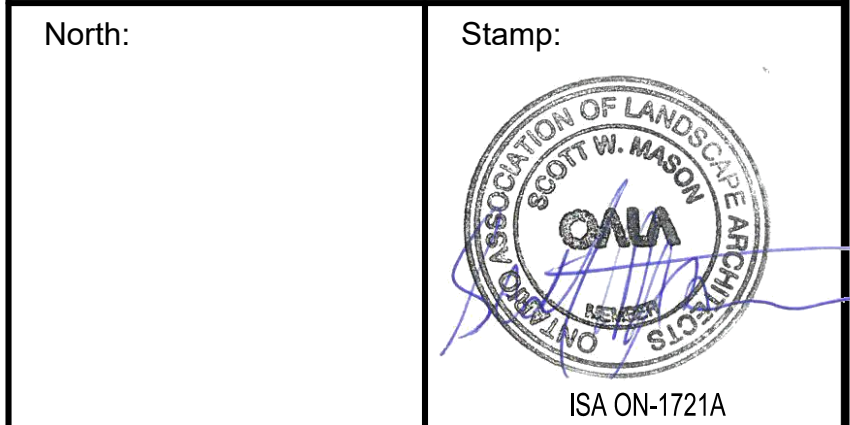 North:
Stamp:
ONTARIO ASSOCIATION OF LANDSCAPE ARCHITECTS
SCOTT W. MASON
OALA
MEMBER
ISA ON-1721A